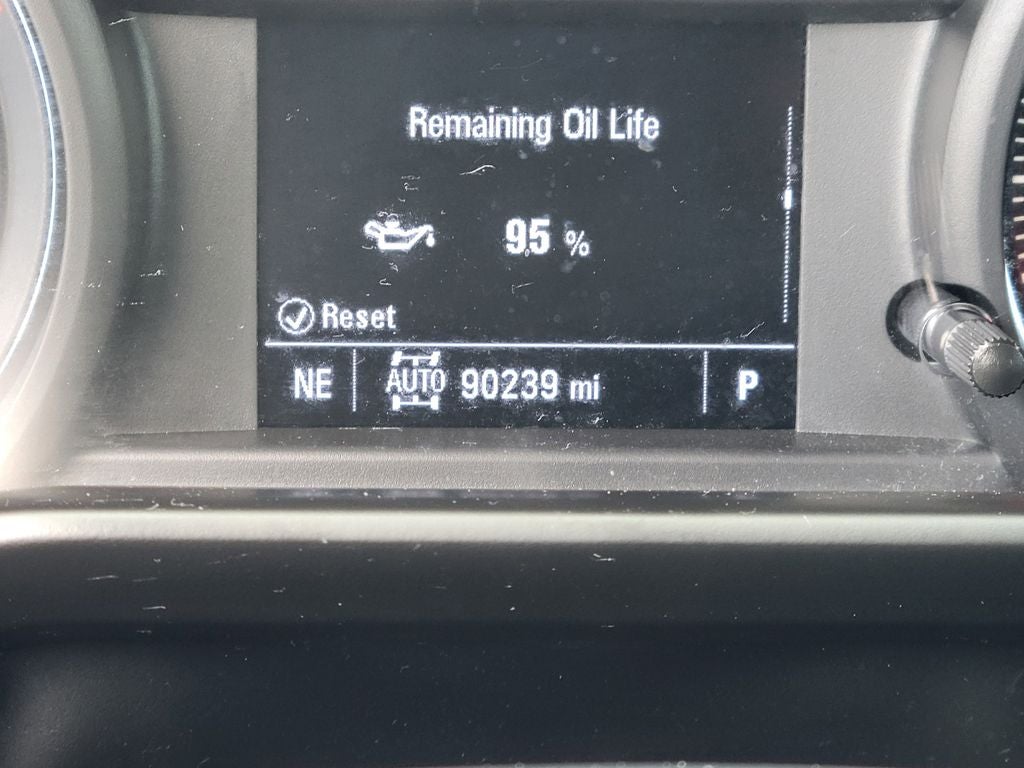 Remaining Oil Life
95 %
Reset
NE AUTO 90239 mi P